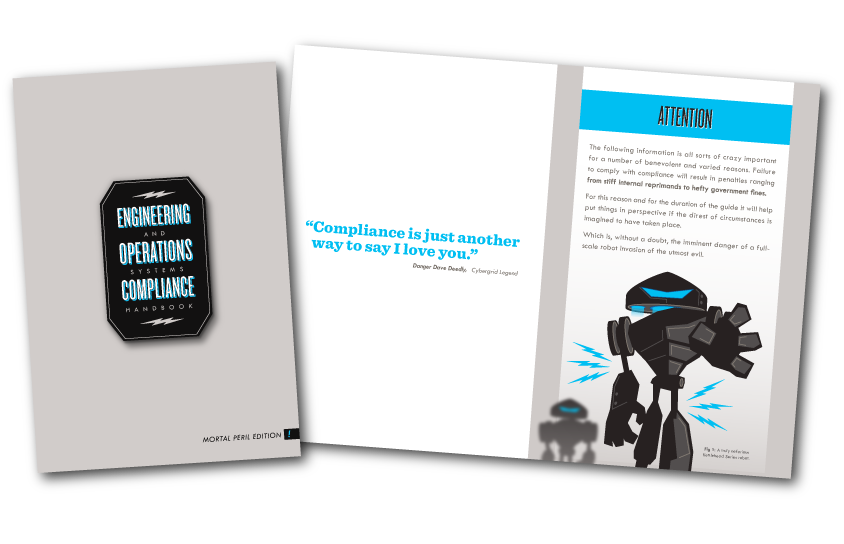 ENGINEERING
AND
OPERATIONS
SYSTEMS
COMPLIANCE
HANDBOOK
MORTAL PERIL EDITION !
“Compliance is just another
way to say I love you.”
Danger Dave Deadly, Cybergrid Legend
ATTENTION
The following information is all sorts of crazy important
for a number of benevolent and varied reasons. Failure
to comply with compliance will result in penalties ranging
from stiff internal reprimands to hefty government fines.
For this reason and for the duration of the guide it will help
put things in perspective if the direst of circumstances is
imagined to have taken place.
Which is, without a doubt, the imminent danger of a full-
scale robot invasion of the utmost evil.
Fig 1: A truly
Series robot